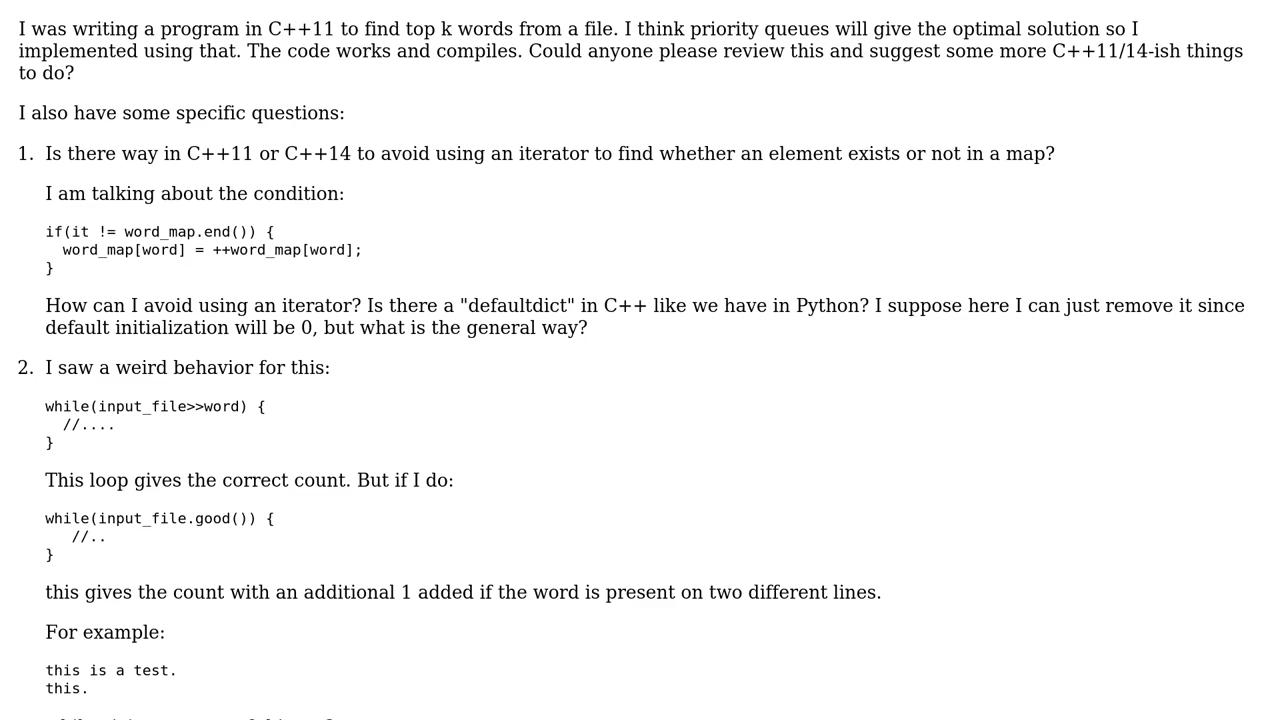 I was writing a program in C++11 to find top k words from a file. I think priority queues will give the optimal solution so I
implemented using that. The code works and compiles. Could anyone please review this and suggest some more C++11/14-ish things
to do?
I also have some specific questions:
1. Is there way in C++11 or C++14 to avoid using an iterator to find whether an element exists or not in a map?
I am talking about the condition:
if(it != word_map.end()) {
  word_map[word] = ++word_map[word];
}
How can I avoid using an iterator? Is there a "defaultdict" in C++ like we have in Python? I suppose here I can just remove it since
default initialization will be 0, but what is the general way?
2. I saw a weird behavior for this:
while(input_file>>word) {
  //....
}
This loop gives the correct count. But if I do:
while(input_file.good()) {
   //..
}
this gives the count with an additional 1 added if the word is present on two different lines.
For example:
this is a test.
this.